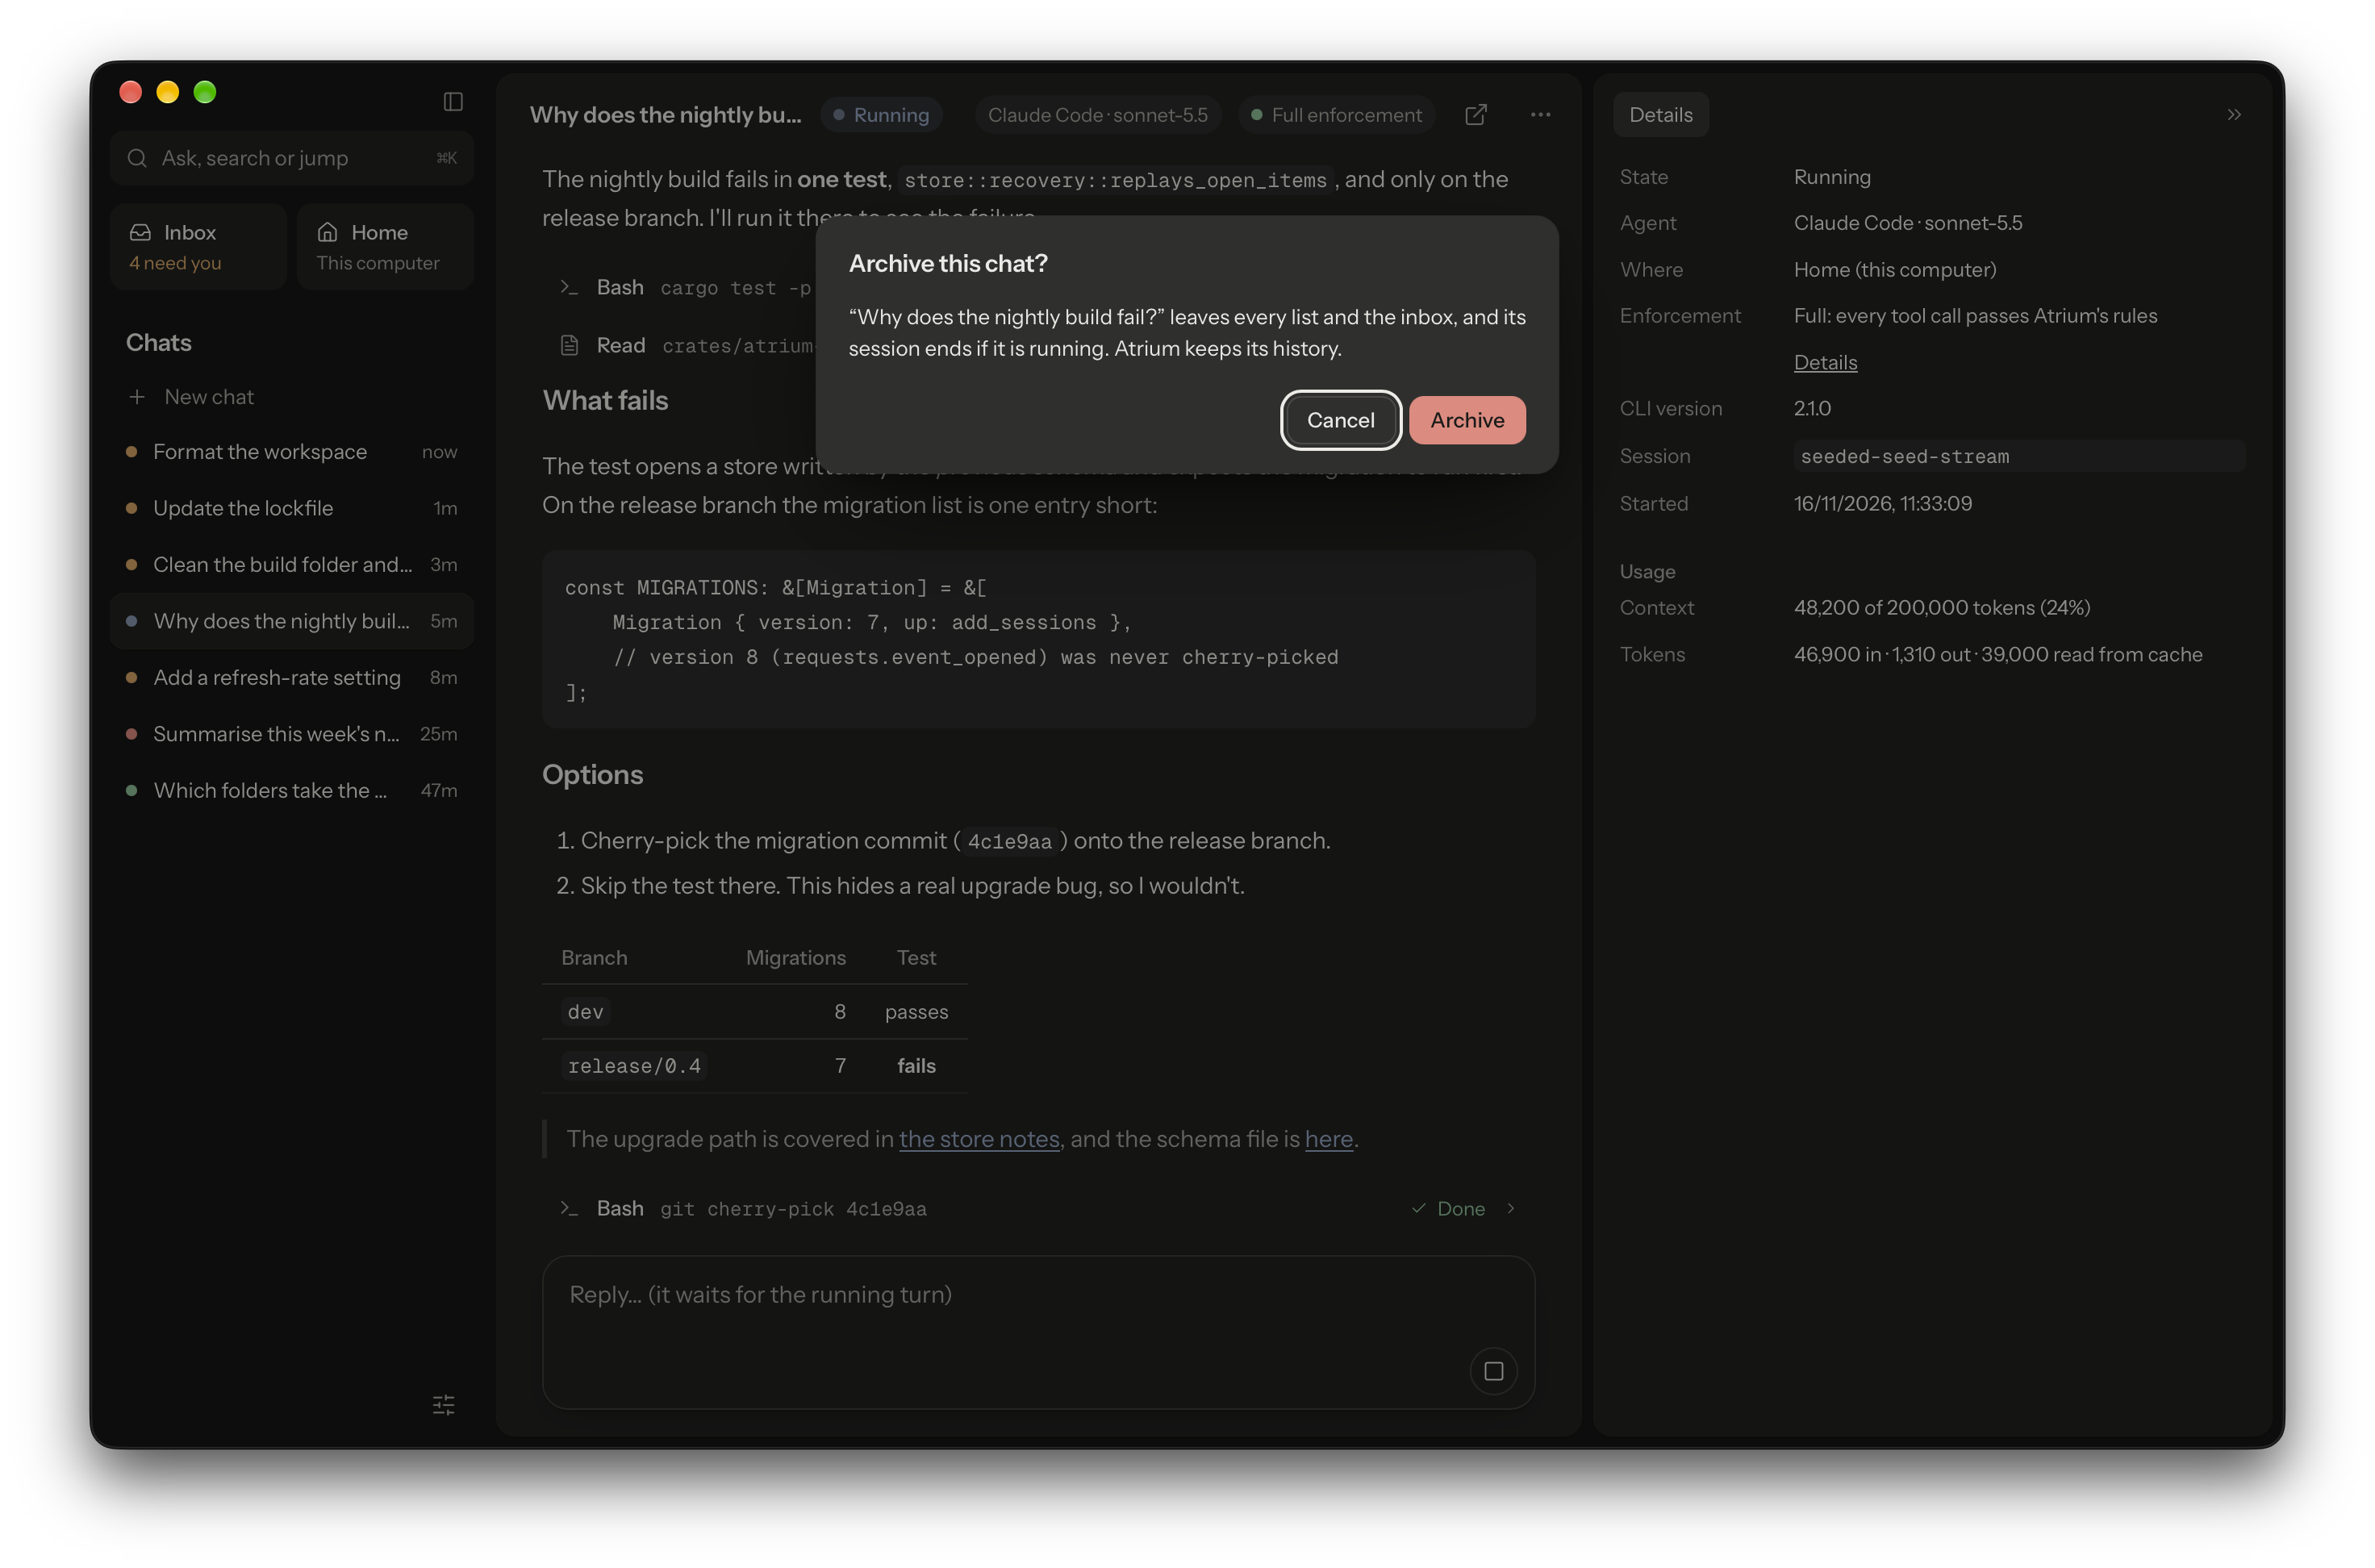 Ask, search or jump ⌘K
Inbox
4 need you
Home
This computer
Chats
New chat
Format the workspace now
Update the lockfile 1m
Clean the build folder and... 3m
Why does the nightly buil... 5m
Add a refresh-rate setting 8m
Summarise this week's n... 25m
Which folders take the ... 47m
Why does the nightly bu... Running Claude Code · sonnet-5.5 Full enforcement
The nightly build fails in one test, store::recovery::replays_open_items, and only on the
release branch. I'll run it there to see the failure.
Bash cargo test -p
Read crates/atrium-
Archive this chat?
“Why does the nightly build fail?” leaves every list and the inbox, and its
session ends if it is running. Atrium keeps its history.
Cancel Archive
What fails
The test opens a store
On the release branch the migration list is one entry short:
const MIGRATIONS: &[Migration] = &[
    Migration { version: 7, up: add_sessions },
    // version 8 (requests.event_opened) was never cherry-picked
];
Options
1. Cherry-pick the migration commit (4c1e9aa) onto the release branch.
2. Skip the test there. This hides a real upgrade bug, so I wouldn't.
Branch Migrations Test
dev 8 passes
release/0.4 7 fails
The upgrade path is covered in the store notes, and the schema file is here.
Bash git cherry-pick 4c1e9aa Done
Reply... (it waits for the running turn)
Details
State Running
Agent Claude Code · sonnet-5.5
Where Home (this computer)
Enforcement Full: every tool call passes Atrium's rules
Details
CLI version 2.1.0
Session seeded-seed-stream
Started 16/11/2026, 11:33:09
Usage
Context 48,200 of 200,000 tokens (24%)
Tokens 46,900 in · 1,310 out · 39,000 read from cache